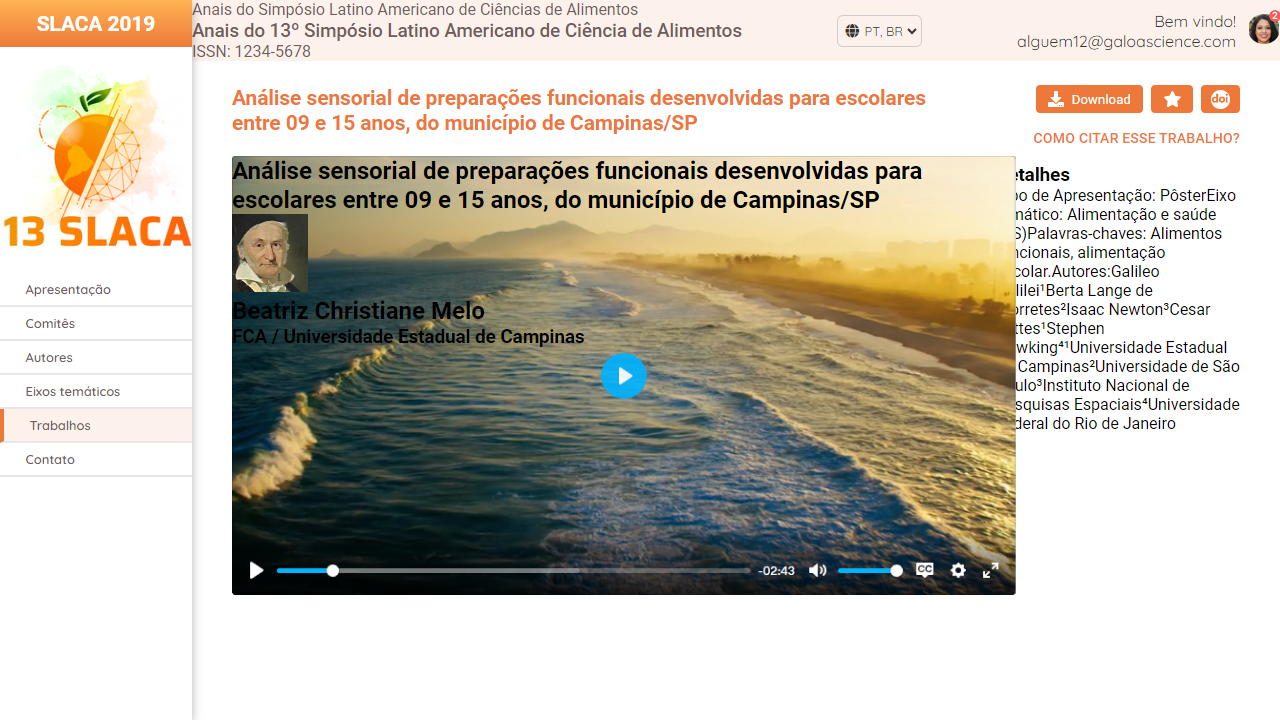 SLACA 2019
Anais do Simpósio Latino Americano de Ciências de Alimentos
Anais do 13º Simpósio Latino Americano de Ciência de Alimentos
ISSN: 1234-5678
PT, BR
Bem vindo!
alguem12@galoascience.com
2
13 SLACA
Apresentação
Comitês
Autores
Eixos temáticos
Trabalhos
Contato
Análise sensorial de preparações funcionais desenvolvidas para escolares
entre 09 e 15 anos, do município de Campinas/SP
Download
doi
COMO CITAR ESSE TRABALHO?
Análise sensorial de preparações funcionais desenvolvidas para
escolares entre 09 e 15 anos, do município de Campinas/SP
Beatriz Christiane Melo
FCA / Universidade Estadual de Campinas
-02:43
CC
etalhes
po de Apresentação: PôsterEixo
mático: Alimentação e saúde
S)Palavras-chaves: Alimentos
ncionais, alimentação
colar.Autores:Galileo
lilei¹Berta Lange de
orretes²Isaac Newton³Cesar
ttes¹Stephen
wking⁴¹Universidade Estadual
Campinas²Universidade de São
ulo³Instituto Nacional de
squisas Espaciais⁴Universidade
deral do Rio de Janeiro